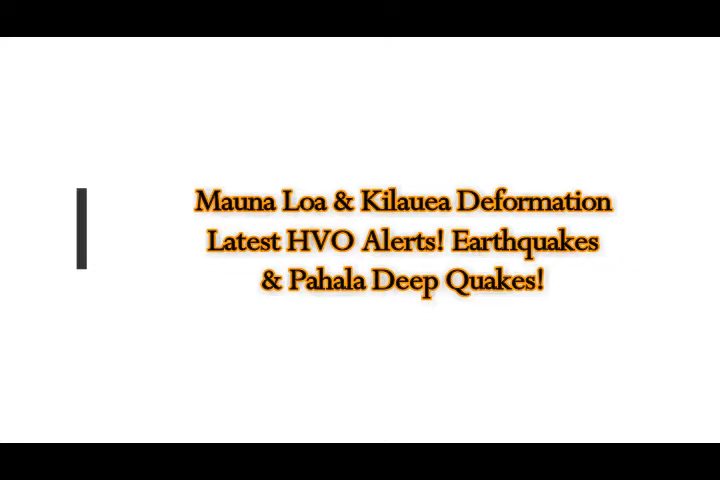 Mauna Loa & Kilauea Deformation
Latest HVO Alerts! Earthquakes
& Pahala Deep Quakes!